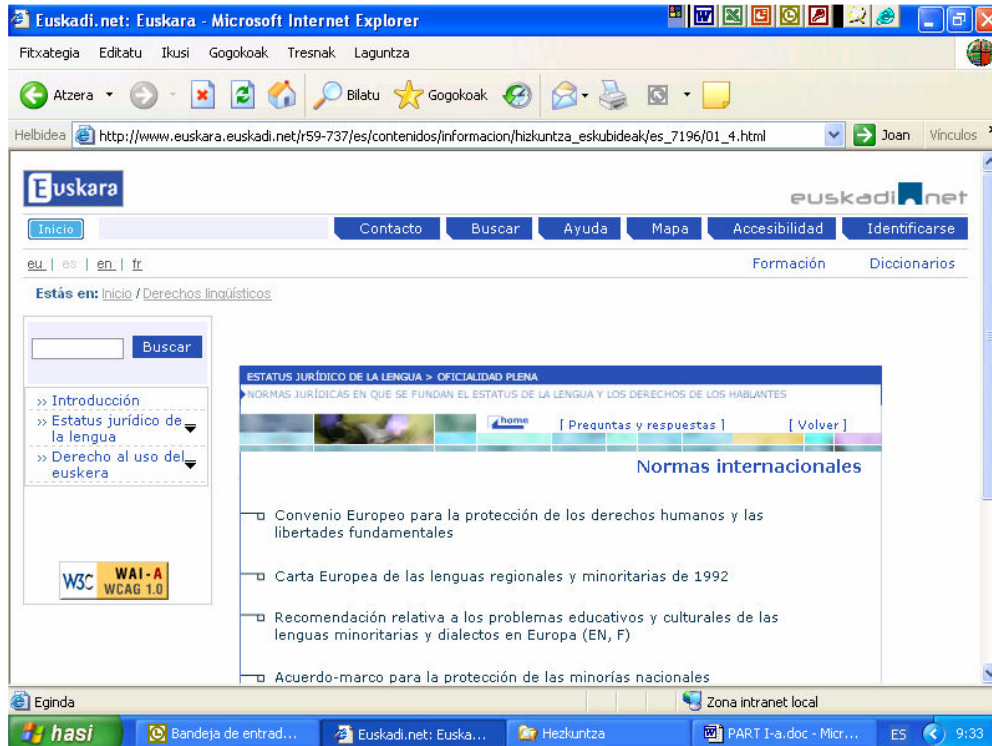 Euskadi.net: Euskara - Microsoft Internet Explorer
Fitxategia Editatu Ikusi Gogokoak Tresnak Laguntza
Atzera Bilatu Gogokoak
Helbidea http://www.euskara.euskadi.net/r59-737/es/contenidos/informacion/hizkuntza_eskubideak/es_7196/01_4.html Joan Vínculos
Euskara
euskadi net
Inicio Contacto Buscar Ayuda Mapa Accesibilidad Identificarse
eu | es | en | fr Formación Diccionarios
Estás en: Inicio / Derechos lingüísticos
Buscar
» Introducción
» Estatus jurídico de
la lengua
» Derecho al uso del
euskera
W3C WAI-A
WCAG 1.0
ESTATUS JURÍDICO DE LA LENGUA > OFICIALIDAD PLENA
NORMAS JURÍDICAS EN QUE SE FUNDAN EL ESTATUS DE LA LENGUA Y LOS DERECHOS DE LOS HABLANTES
home [ Preguntas y respuestas ] [ Volver ]
Normas internacionales
Convenio Europeo para la protección de los derechos humanos y las
libertades fundamentales
Carta Europea de las lenguas regionales y minoritarias de 1992
Recomendación relativa a los problemas educativos y culturales de las
lenguas minoritarias y dialectos en Europa (EN, F)
Acuerdo-marco para la protección de las minorías nacionales
Eginda Zona intranet local
hasi Bandeja de entrad... Euskadi.net: Euska... Hezkuntza PART I-a.doc - Micr... ES 9:33